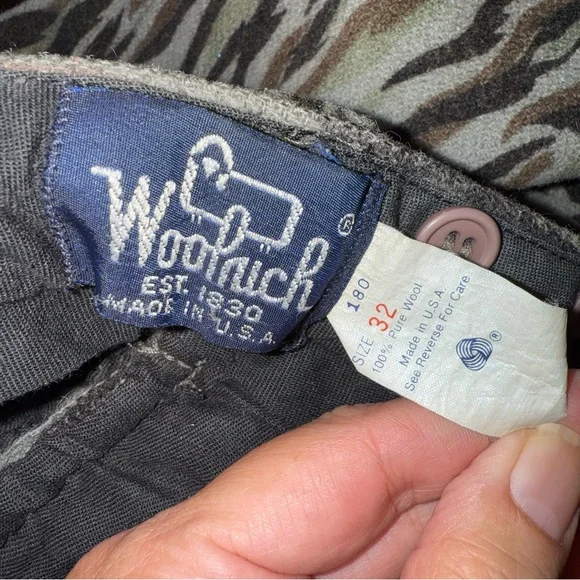 Woolrich
®
EST. 1830
MADE IN U.S.A.
180
SIZE 32
100% Pure Wool
Made in U.S.A.
See Reverse For Care
®